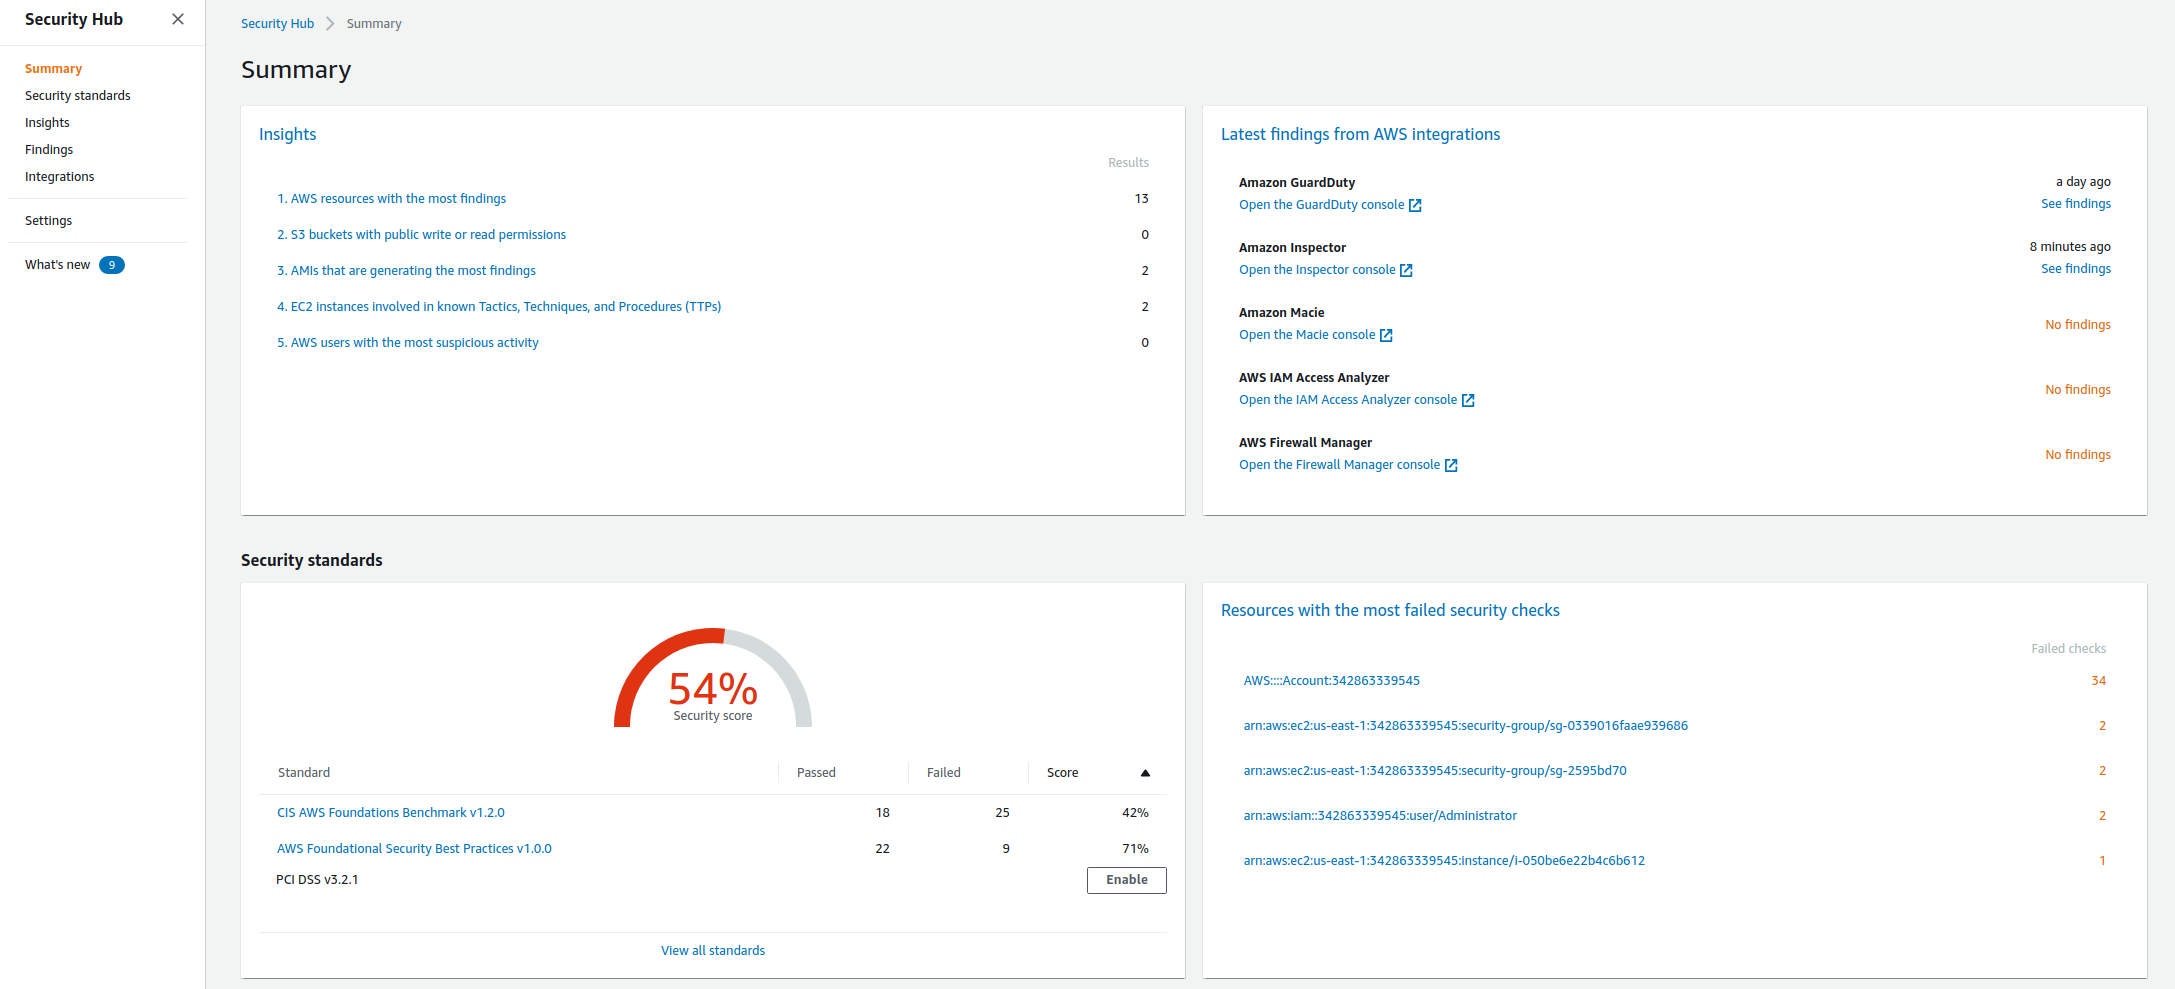 Security Hub
Summary
Security standards
Insights
Findings
Integrations
Settings
What's new 9
Security Hub Summary
Summary
Insights
Results
1. AWS resources with the most findings 13
2. S3 buckets with public write or read permissions 0
3. AMIs that are generating the most findings 2
4. EC2 instances involved in known Tactics, Techniques, and Procedures (TTPs) 2
5. AWS users with the most suspicious activity 0
Latest findings from AWS integrations
Amazon GuardDuty a day ago
Open the GuardDuty console See findings
Amazon Inspector 8 minutes ago
Open the Inspector console See findings
Amazon Macie
Open the Macie console No findings
AWS IAM Access Analyzer
Open the IAM Access Analyzer console No findings
AWS Firewall Manager
Open the Firewall Manager console No findings
Security standards
54%
Security score
Standard Passed Failed Score
CIS AWS Foundations Benchmark v1.2.0 18 25 42%
AWS Foundational Security Best Practices v1.0.0 22 9 71%
PCI DSS v3.2.1 Enable
View all standards
Resources with the most failed security checks
Failed checks
AWS::::Account:342863339545 34
arn:aws:ec2:us-east-1:342863339545:security-group/sg-0339016faae939686 2
arn:aws:ec2:us-east-1:342863339545:security-group/sg-2595bd70 2
arn:aws:iam::342863339545:user/Administrator 2
arn:aws:ec2:us-east-1:342863339545:instance/i-050be6e22b4c6b612 1